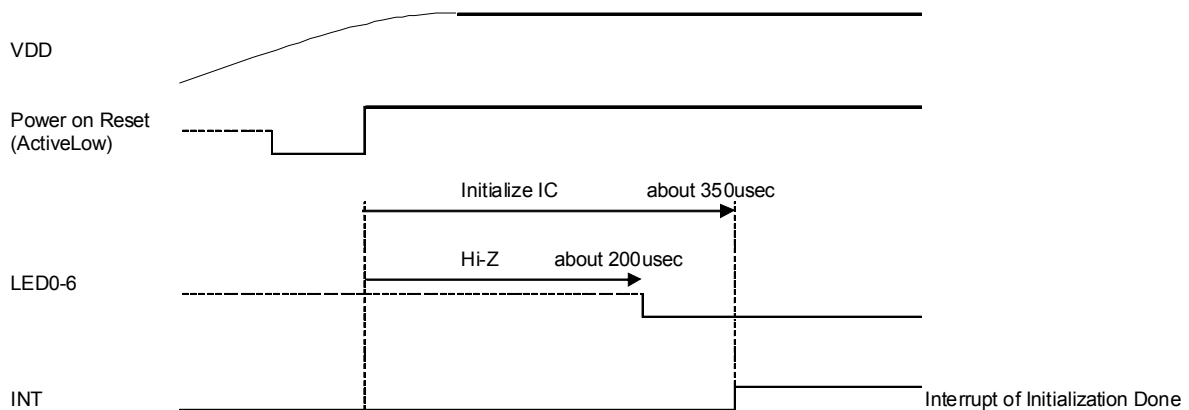 VDD
Power on Reset
(ActiveLow)
Initialize IC about 350usec
Hi-Z about 200usec
LED0-6
INT
Interrupt of Initialization Done